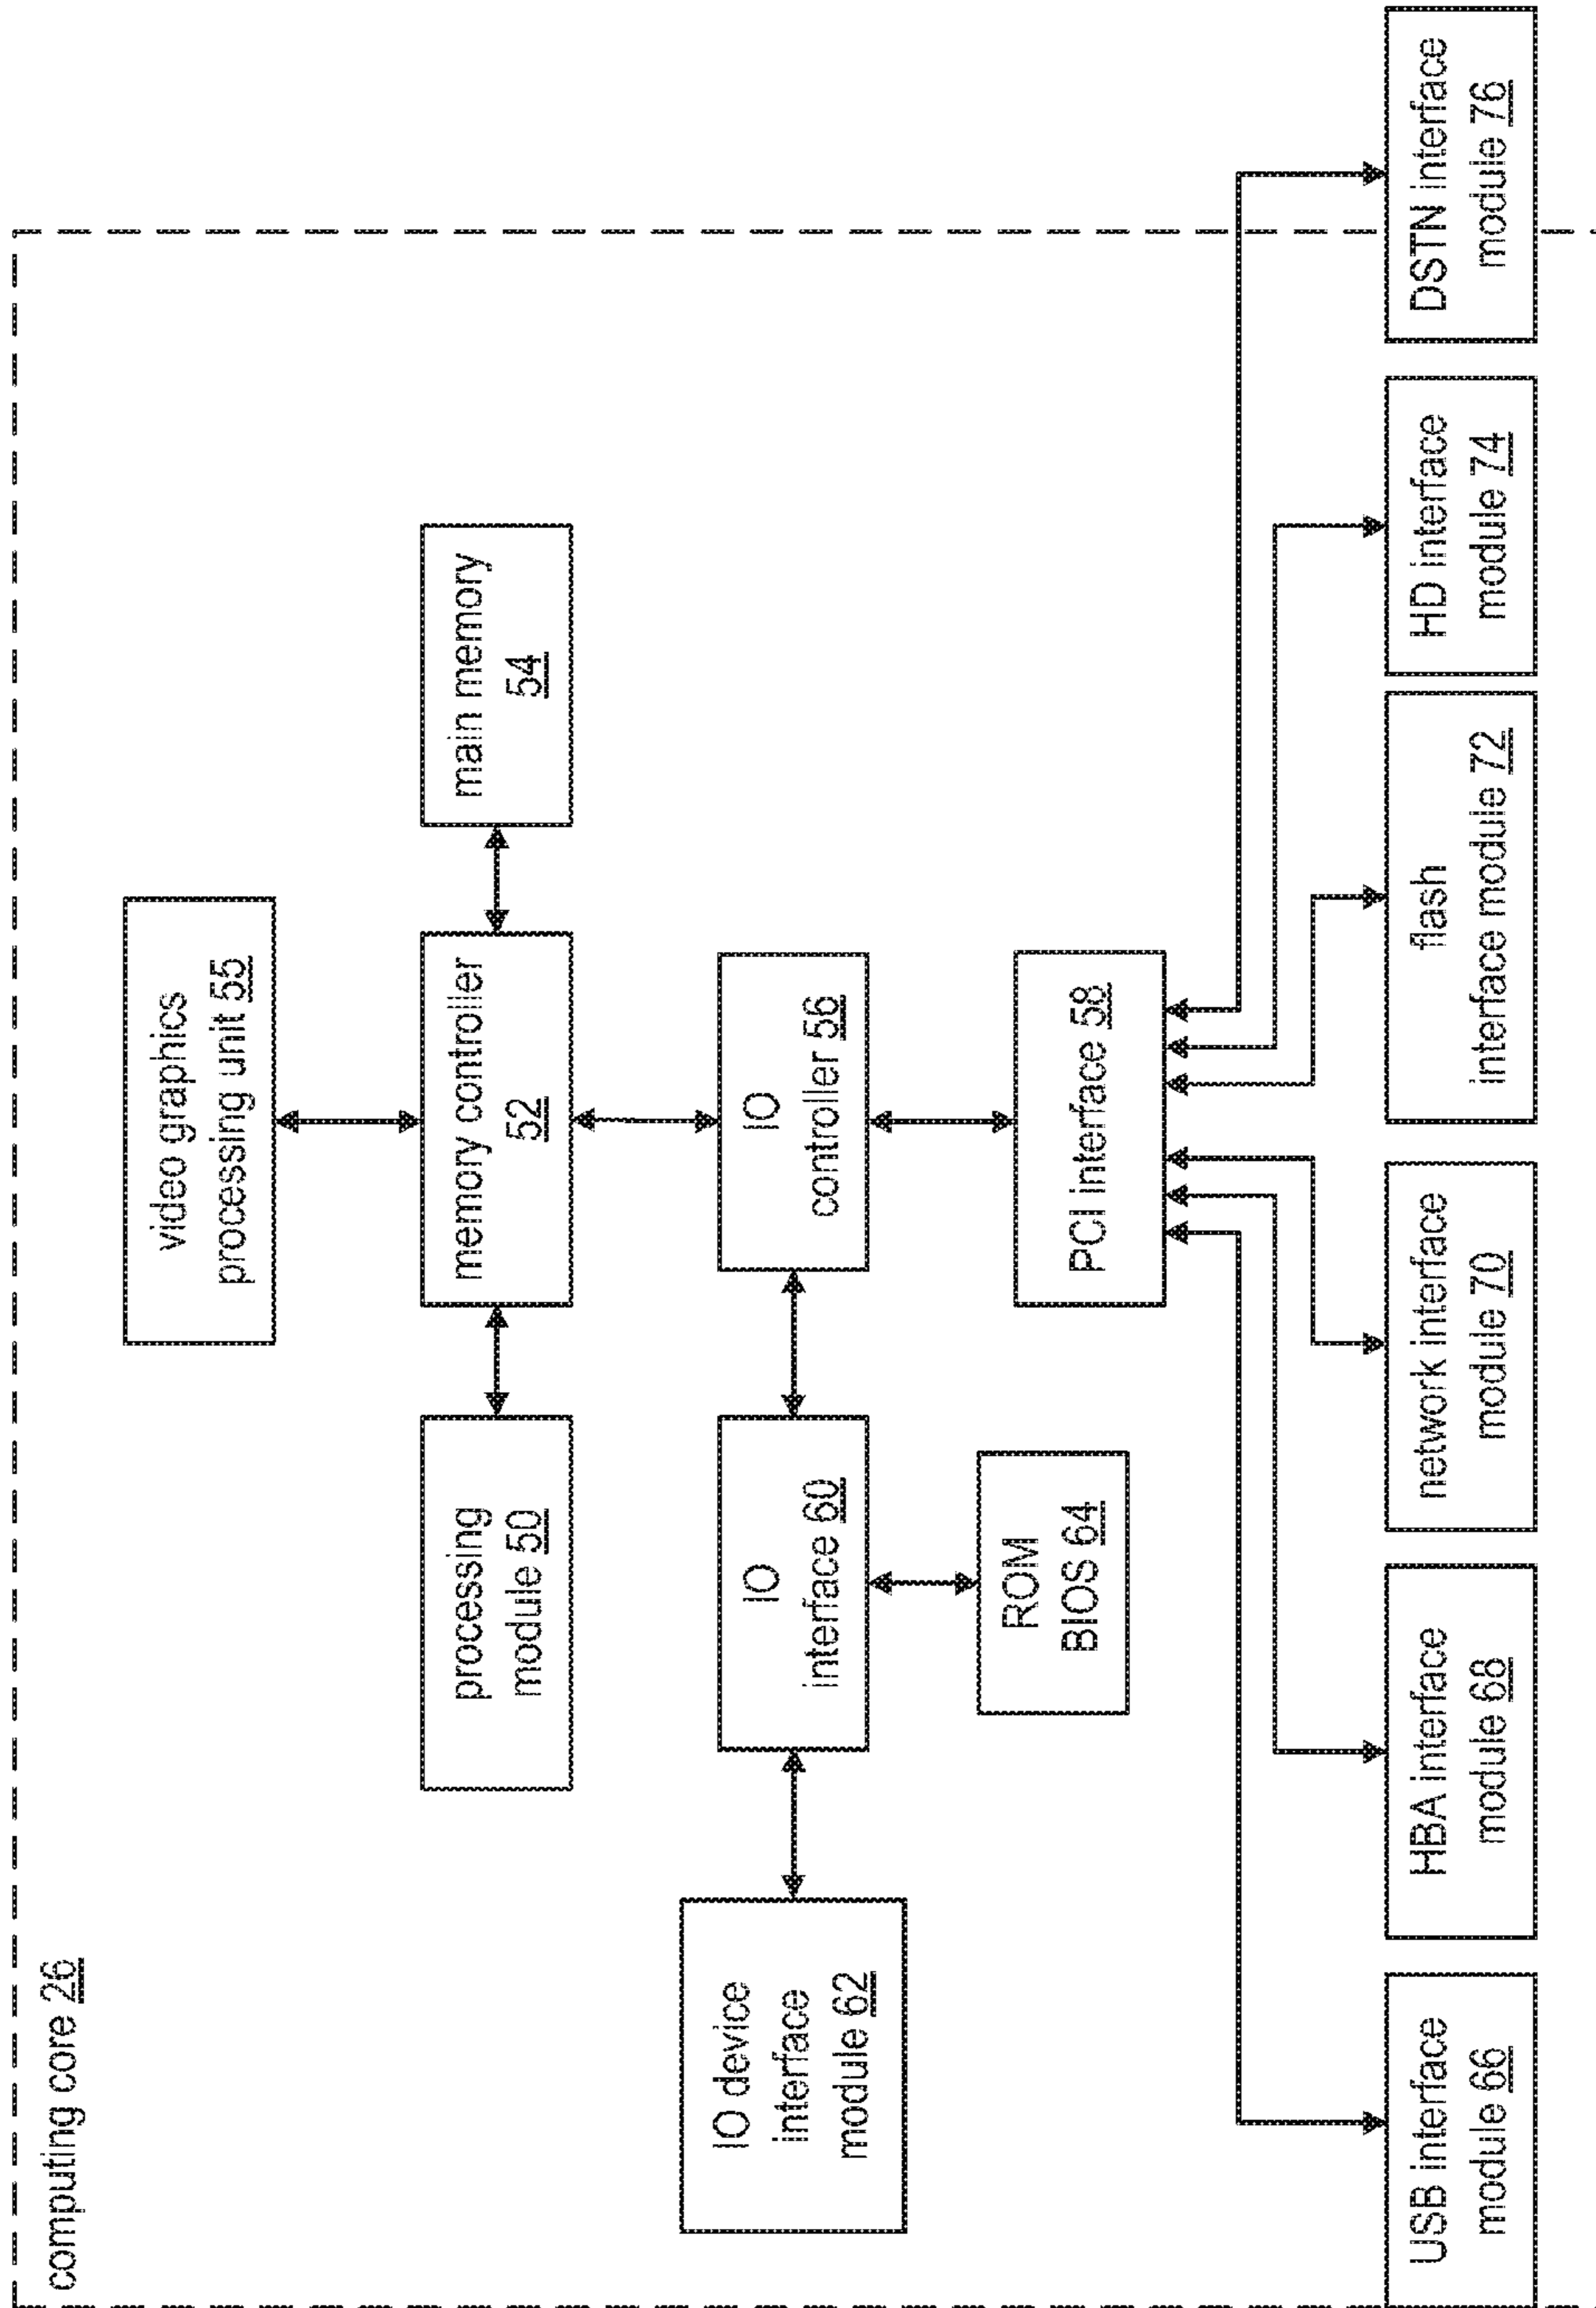 computing core 26
video graphics
processing unit 55
processing
module 50
memory controller
52
main memory
54
IO device
interface
module 62
IO
interface 60
IO
controller 56
ROM
BIOS 64
PCI interface 58
USB interface
module 66
HBA interface
module 68
network interface
module 70
flash
interface module 72
HD interface
module 74
DSTN interface
module 76